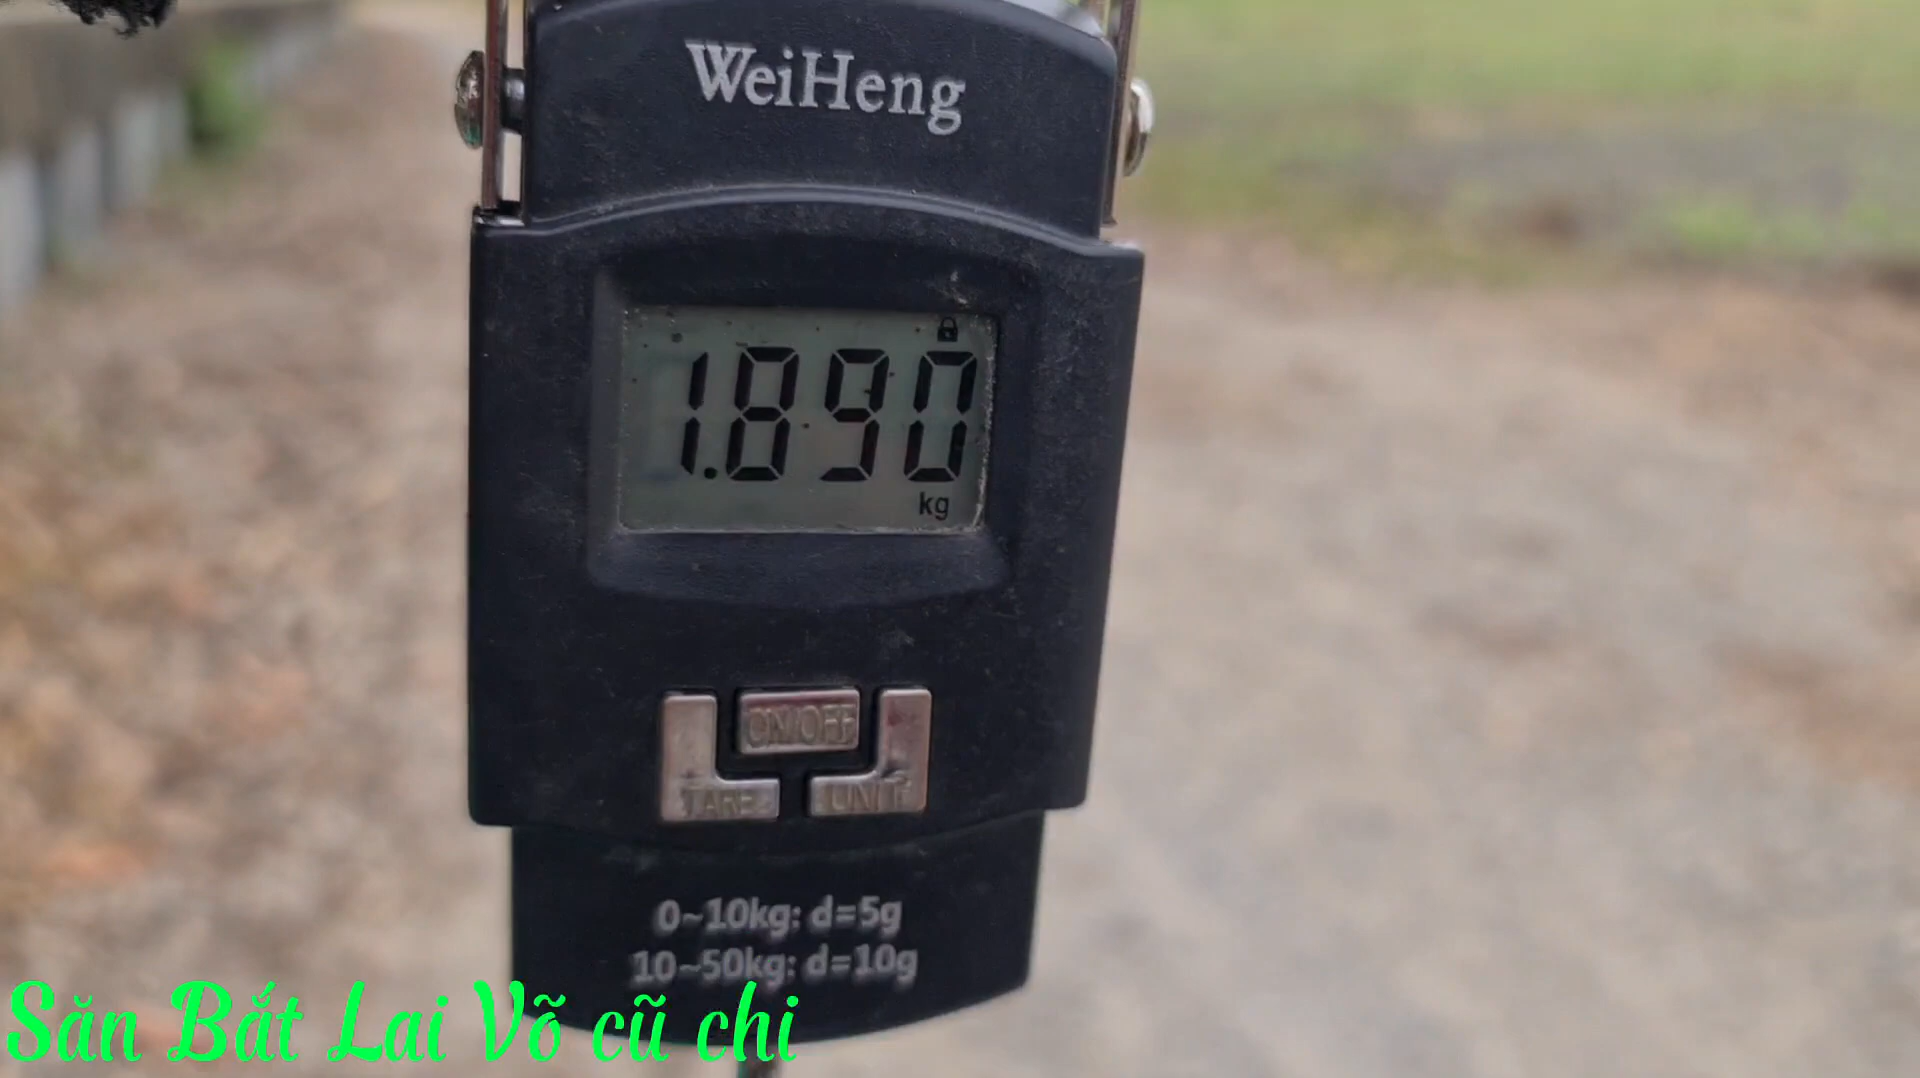 WeiHeng
1.890
kg
ON/OFF
TARE UNIT
0~10kg: d=5g
10~50kg: d=10g
Săn Bắt Lai Võ cũ chi